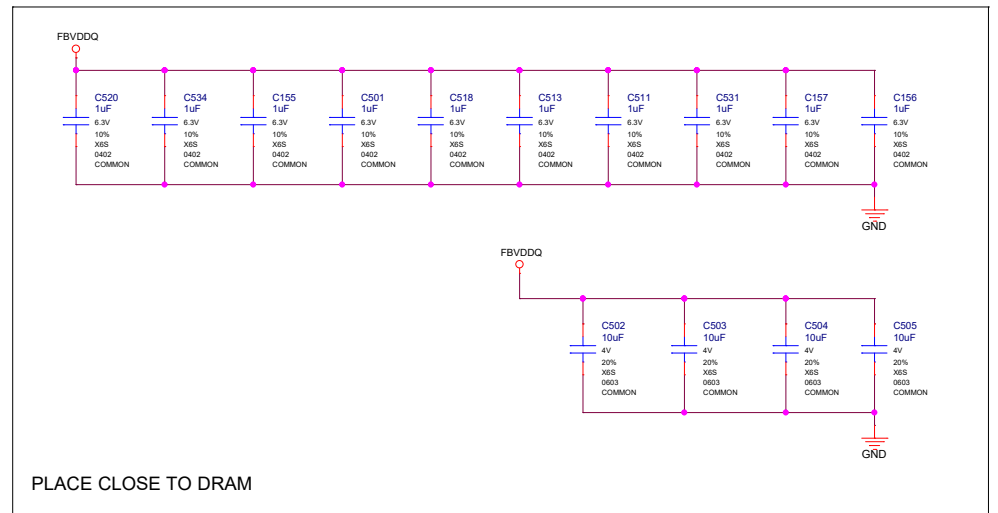 FBVDDQ
C520
1uF
6.3V
10%
X6S
0402
COMMON
C534
1uF
6.3V
10%
X6S
0402
COMMON
C155
1uF
6.3V
10%
X6S
0402
COMMON
C501
1uF
6.3V
10%
X6S
0402
COMMON
C518
1uF
6.3V
10%
X6S
0402
COMMON
C513
1uF
6.3V
10%
X6S
0402
COMMON
C511
1uF
6.3V
10%
X6S
0402
COMMON
C531
1uF
6.3V
10%
X6S
0402
COMMON
C157
1uF
6.3V
10%
X6S
0402
COMMON
C156
1uF
6.3V
10%
X6S
0402
COMMON
GND
FBVDDQ
C502
10uF
4V
20%
X6S
0603
COMMON
C503
10uF
4V
20%
X6S
0603
COMMON
C504
10uF
4V
20%
X6S
0603
COMMON
C505
10uF
4V
20%
X6S
0603
COMMON
GND
PLACE CLOSE TO DRAM